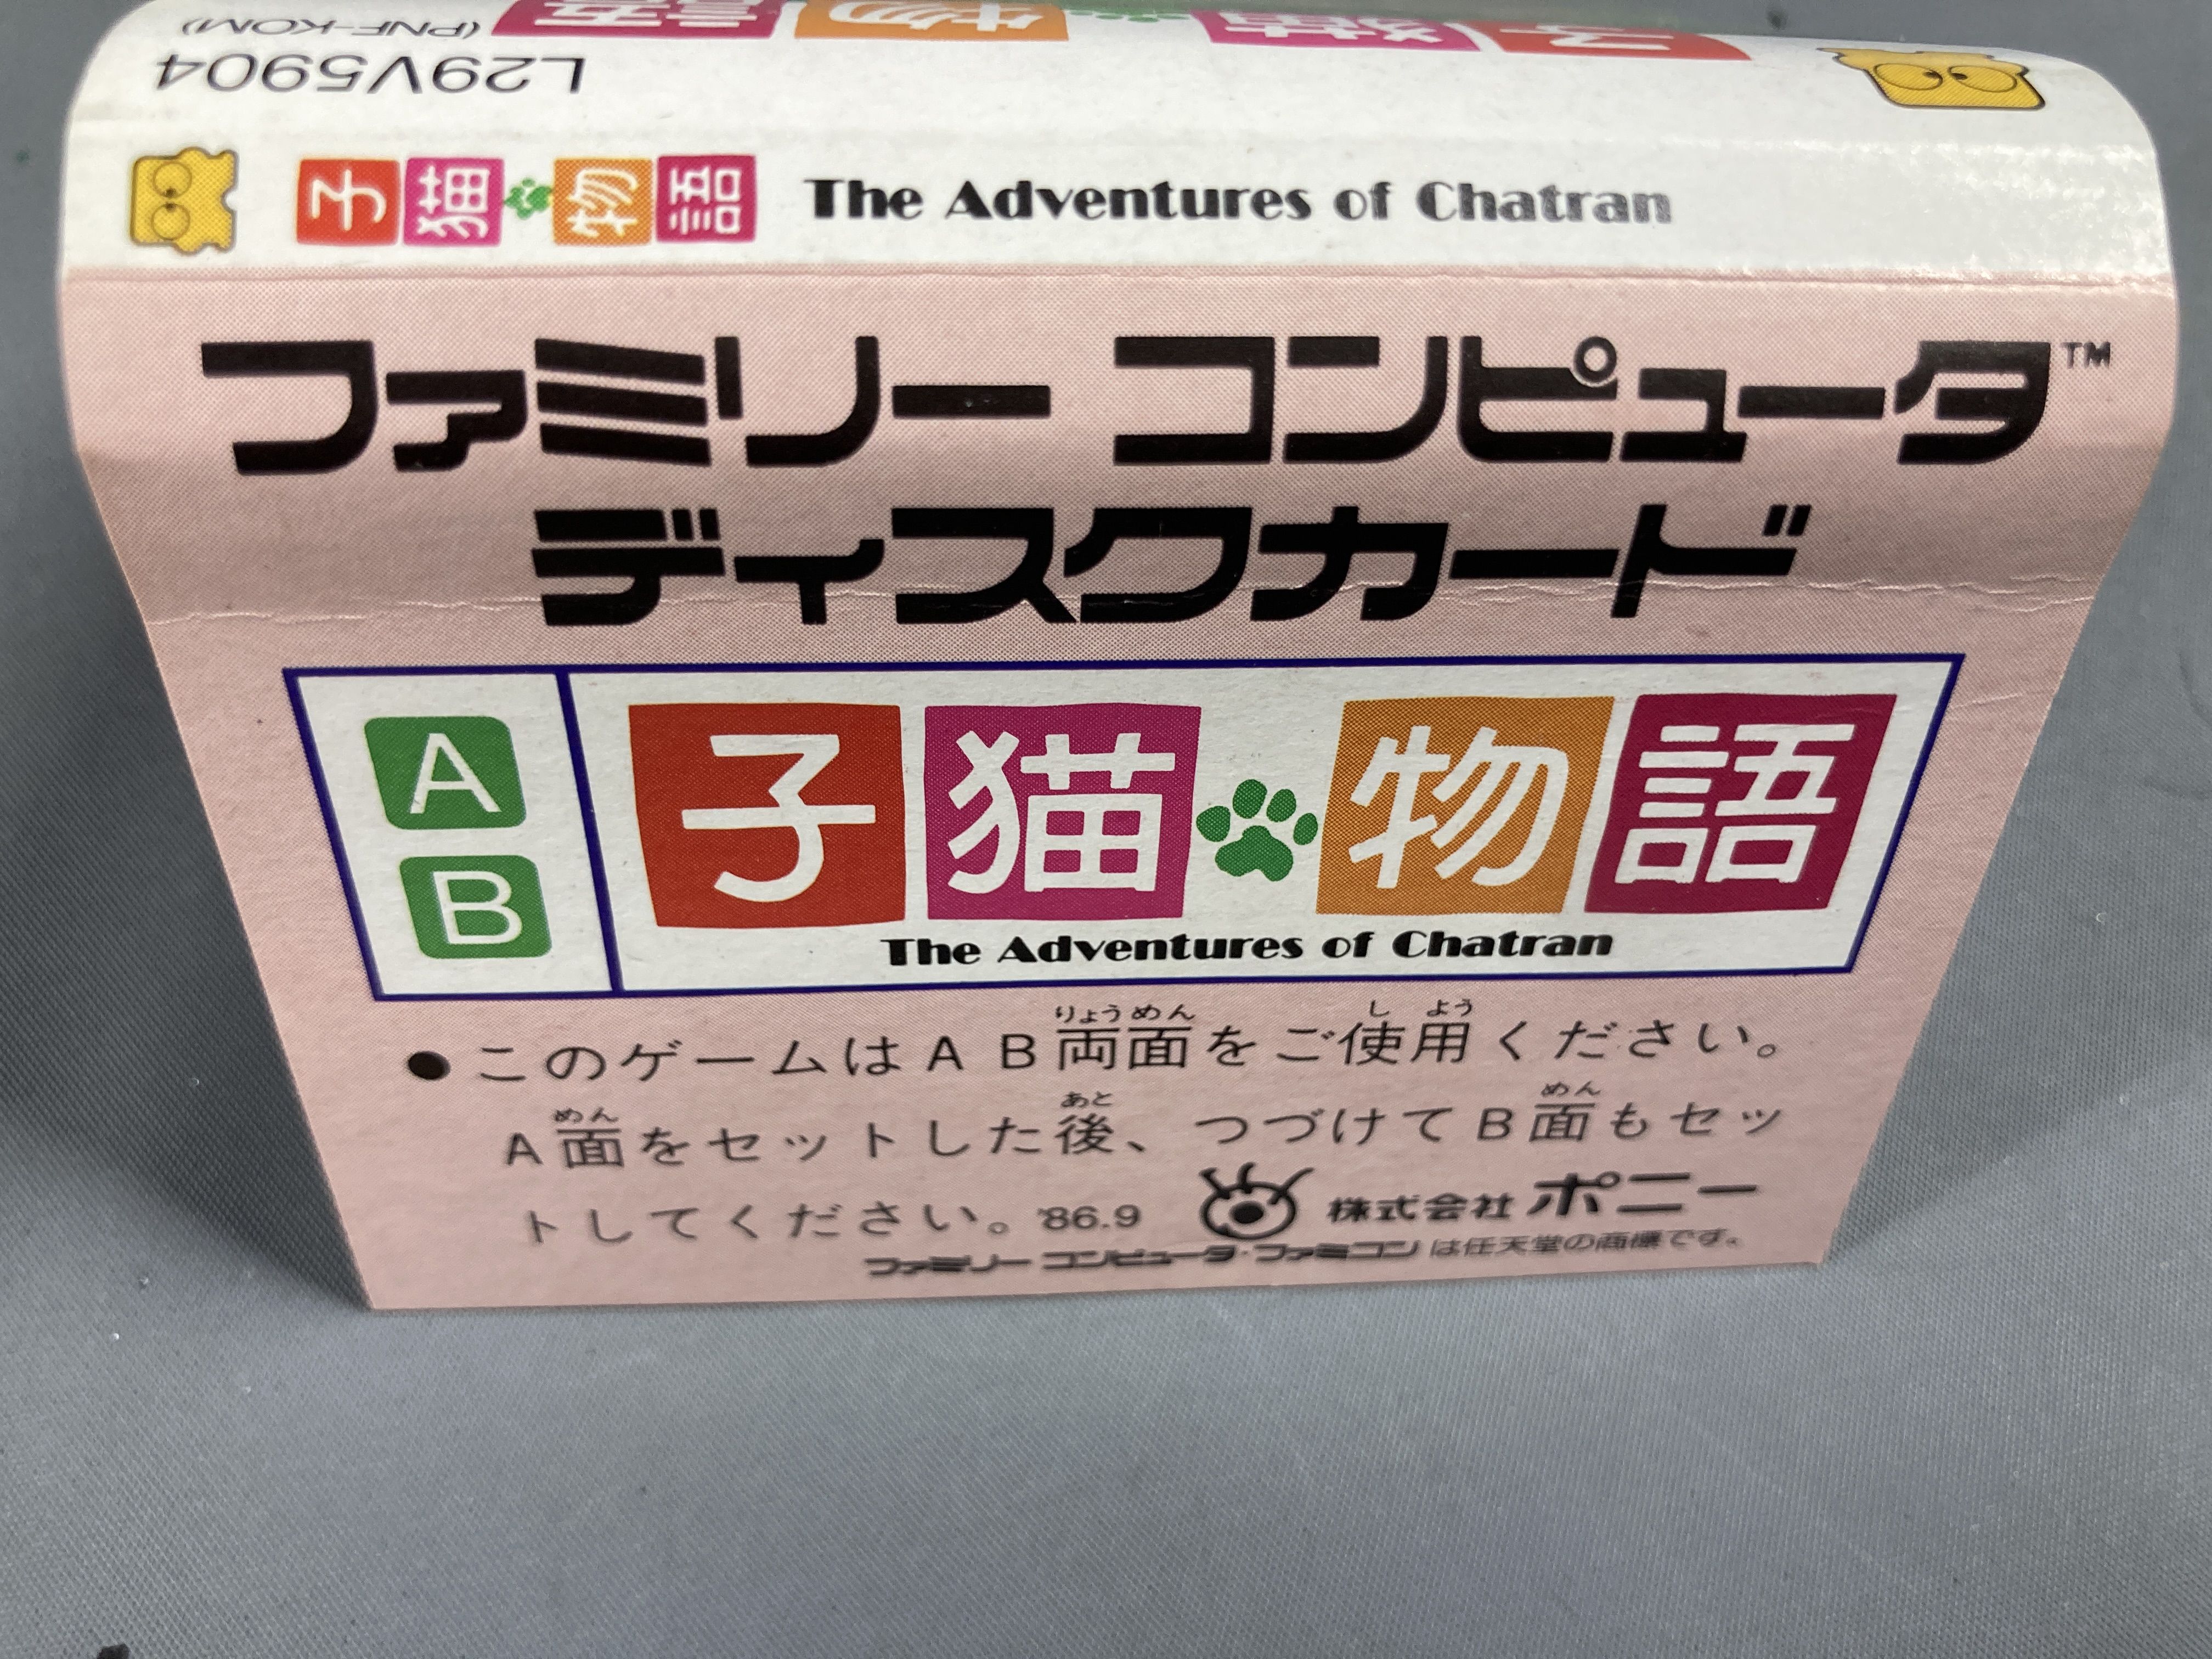 子猫物語
L29V5904
(PNF-KOM)
子猫物語 The Adventures of Chatran
ファミリー コンピュータ™
ディスクカード
A
B
子猫物語
The Adventures of Chatran
りょうめん し よう
●このゲームはAB両面をご使用ください。
めん あと めん
A面をセットした後、つづけてB面もセッ
トしてください。'86.9 株式会社ポニー
ファミリー コンピュータ・ファミコンは任天堂の商標です。